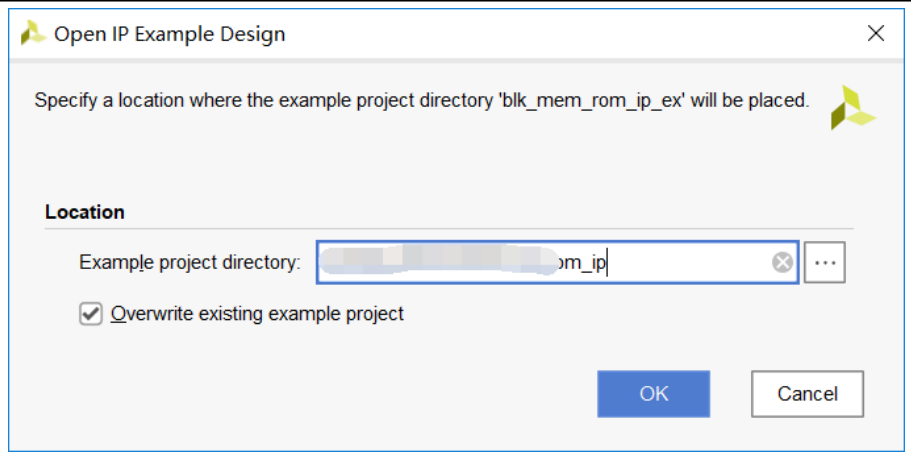 Open IP Example Design
Specify a location where the example project directory 'blk_mem_rom_ip_ex' will be placed.
Location
Example project directory: om_ip
Overwrite existing example project
OK
Cancel